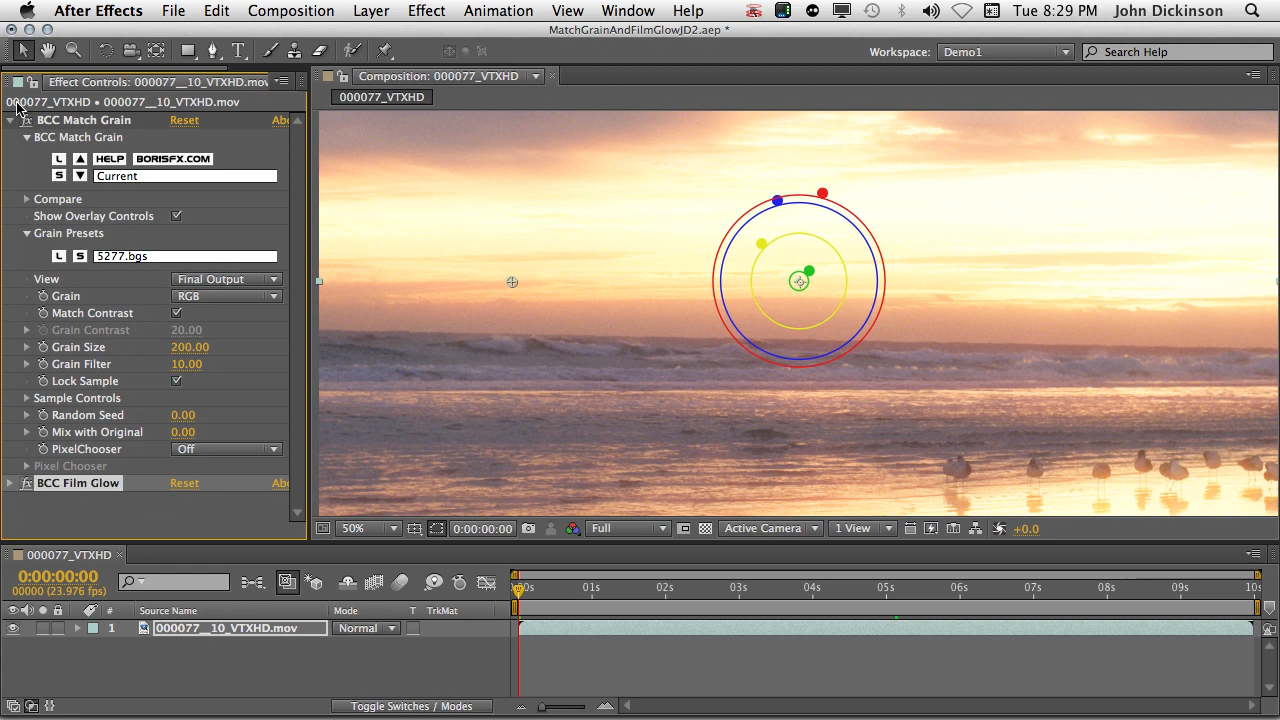 After Effects File Edit Composition Layer Effect Animation View Window Help Tue 8:29 PM John Dickinson
MatchGrainAndFilmGlowJD2.aep *
Workspace: Demo1 Search Help
Effect Controls: 000077__10_VTXHD.mov
Composition: 000077_VTXHD
000077_VTXHD • 000077__10_VTXHD.mov
000077_VTXHD
fx BCC Match Grain Reset Abo
BCC Match Grain
L HELP BORISFX.COM
S Current
Compare
Show Overlay Controls
Grain Presets
L S 5277.bgs
View Final Output
Grain RGB
Match Contrast
Grain Contrast 20.00
Grain Size 200.00
Grain Filter 10.00
Lock Sample
Sample Controls
Random Seed 0.00
Mix with Original 0.00
PixelChooser Off
Pixel Chooser
fx BCC Film Glow Reset Abo
50% 0:00:00:00 Full Active Camera 1 View +0.0
000077_VTXHD
0:00:00:00
00000 (23.976 fps)
00s 01s 02s 03s 04s 05s 06s 07s 08s 09s 10s
# Source Name Mode T TrkMat
1 000077__10_VTXHD.mov Normal
Toggle Switches / Modes